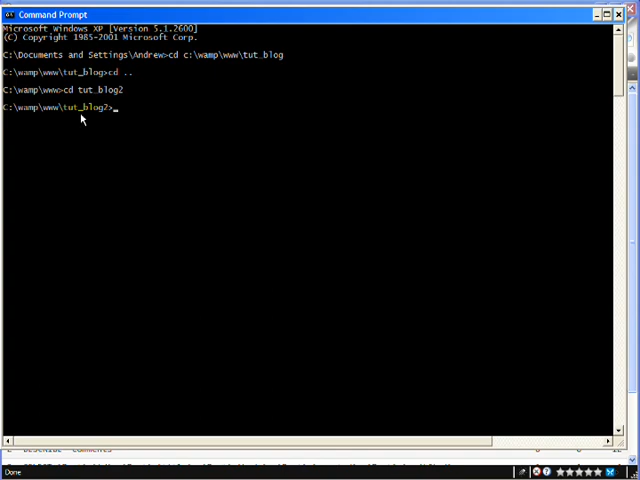 Command Prompt
Microsoft Windows XP [Version 5.1.2600]
(C) Copyright 1985-2001 Microsoft Corp.
C:\Documents and Settings\Andrew>cd c:\wamp\www\tut_blog
C:\wamp\www\tut_blog>cd ..
C:\wamp\www>cd tut_blog2
C:\wamp\www\tut_blog2>_
Done